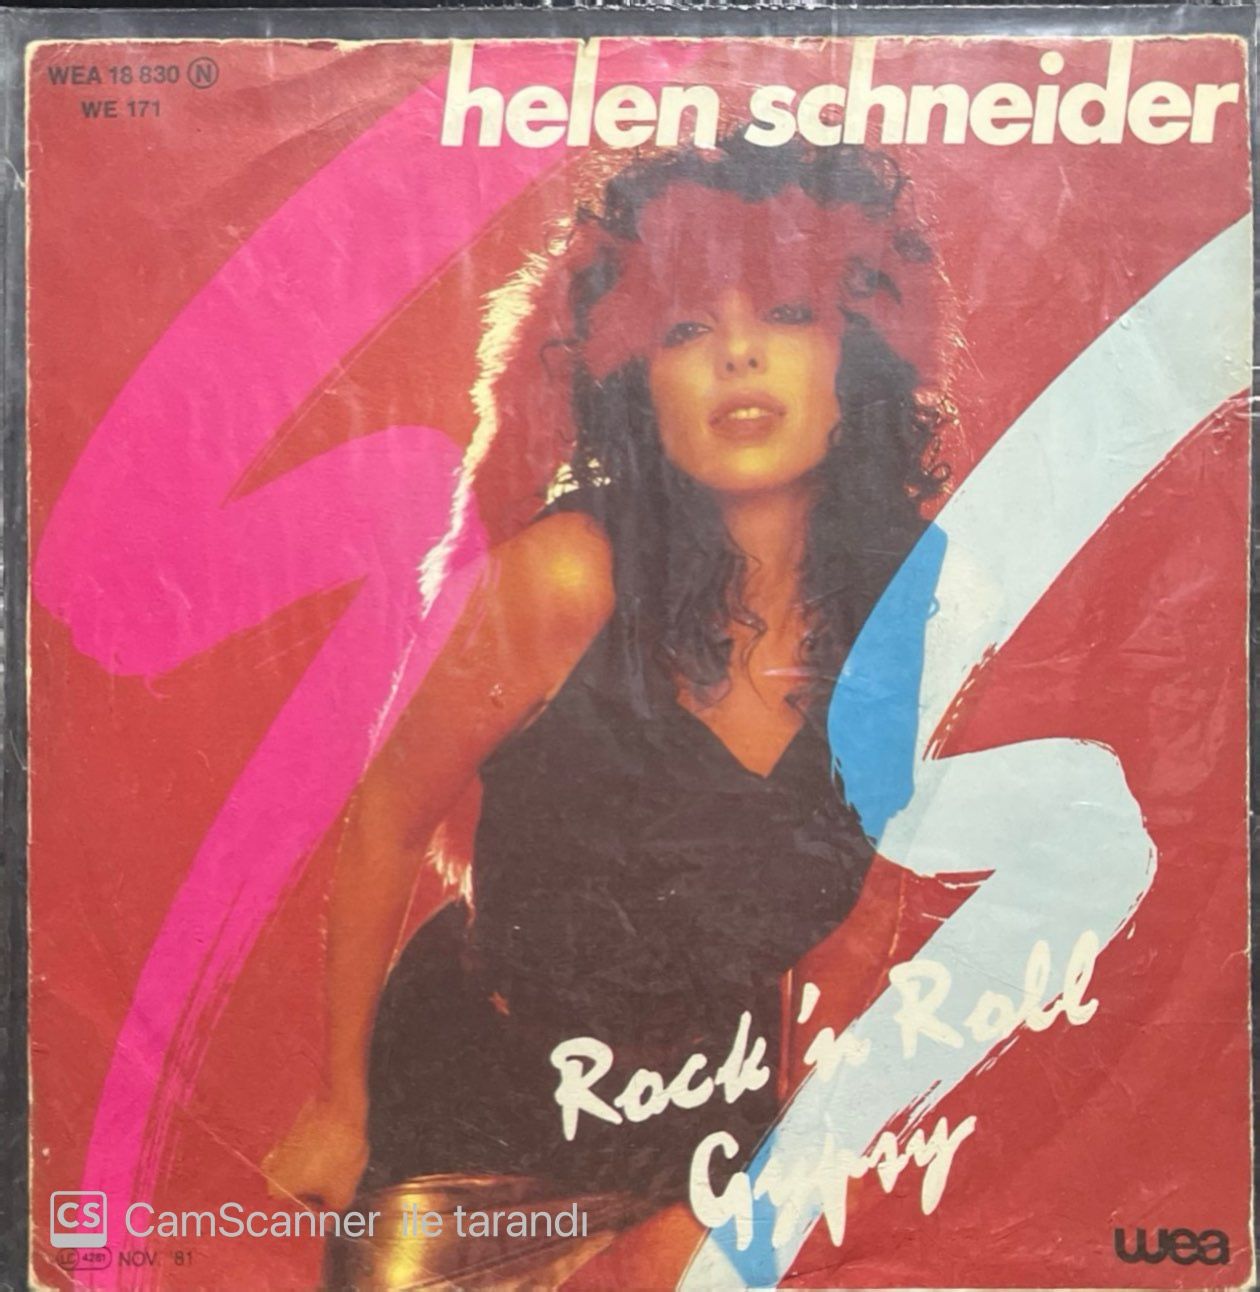 WEA 18 830 N
WE 171
helen schneider
Rock 'n Roll
Gypsy
CS CamScanner ile tarandı
LC 4281 NOV. '81
wea